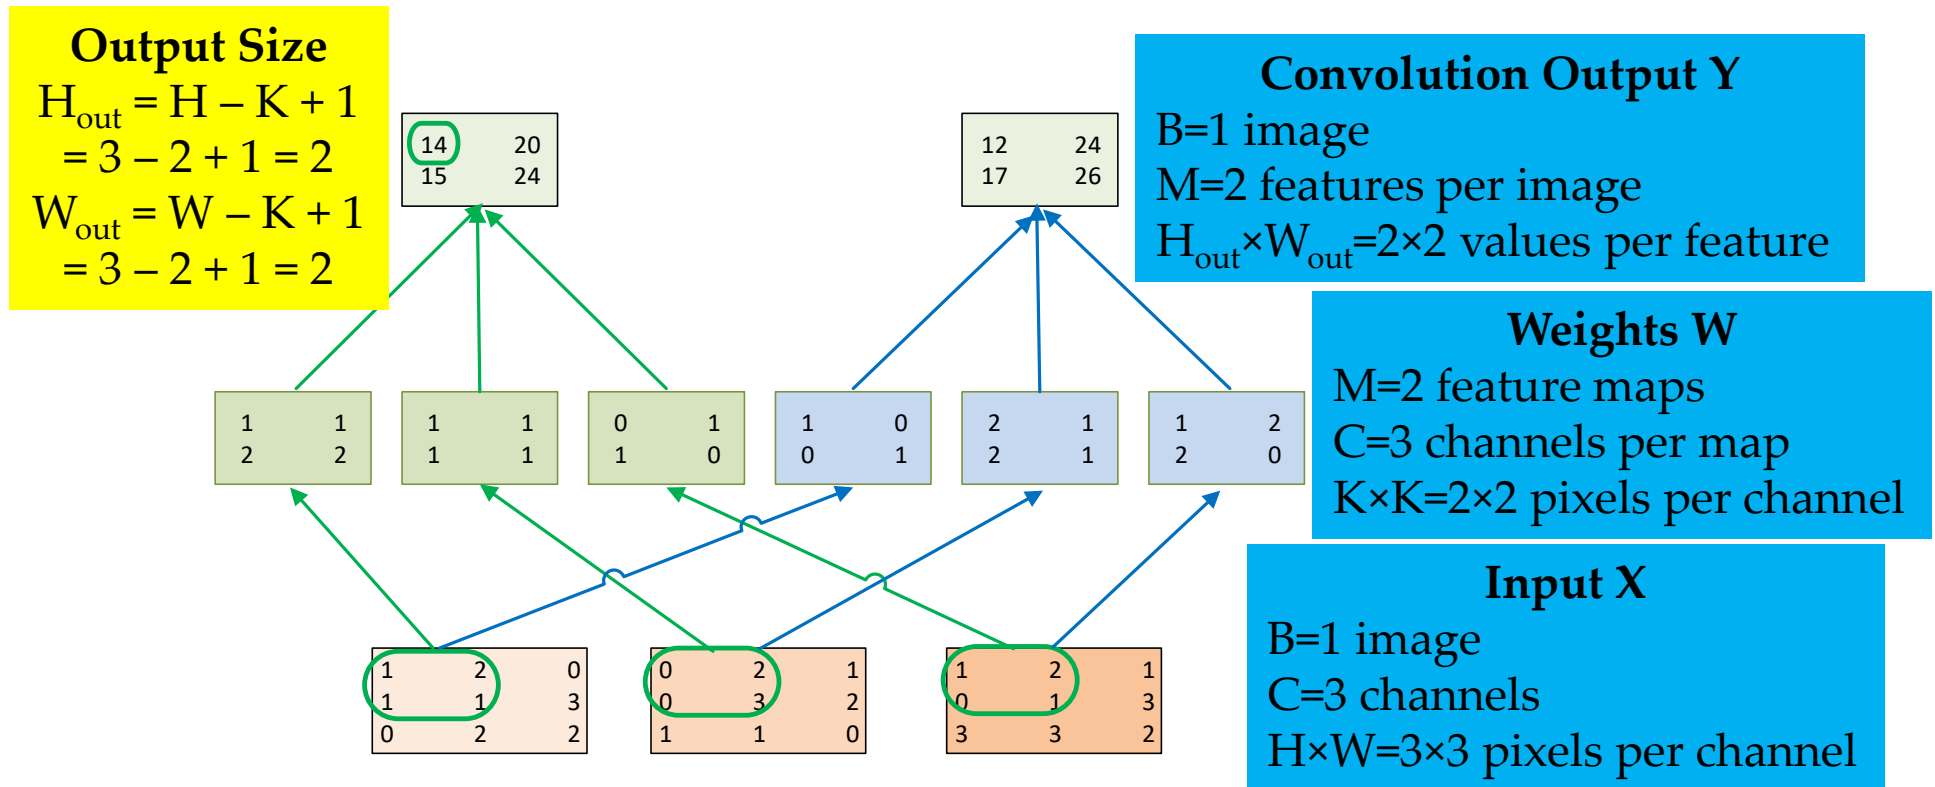 Output Size
H_out = H – K + 1
= 3 – 2 + 1 = 2
W_out = W – K + 1
= 3 – 2 + 1 = 2
14 20
15 24
12 24
17 26
Convolution Output Y
B=1 image
M=2 features per image
H_out×W_out=2×2 values per feature
1 1
2 2
1 1
1 1
0 1
1 0
1 0
0 1
2 1
2 1
1 2
2 0
Weights W
M=2 feature maps
C=3 channels per map
K×K=2×2 pixels per channel
1 2 0
1 1 3
0 2 2
0 2 1
0 3 2
1 1 0
1 2 1
0 1 3
3 3 2
Input X
B=1 image
C=3 channels
H×W=3×3 pixels per channel